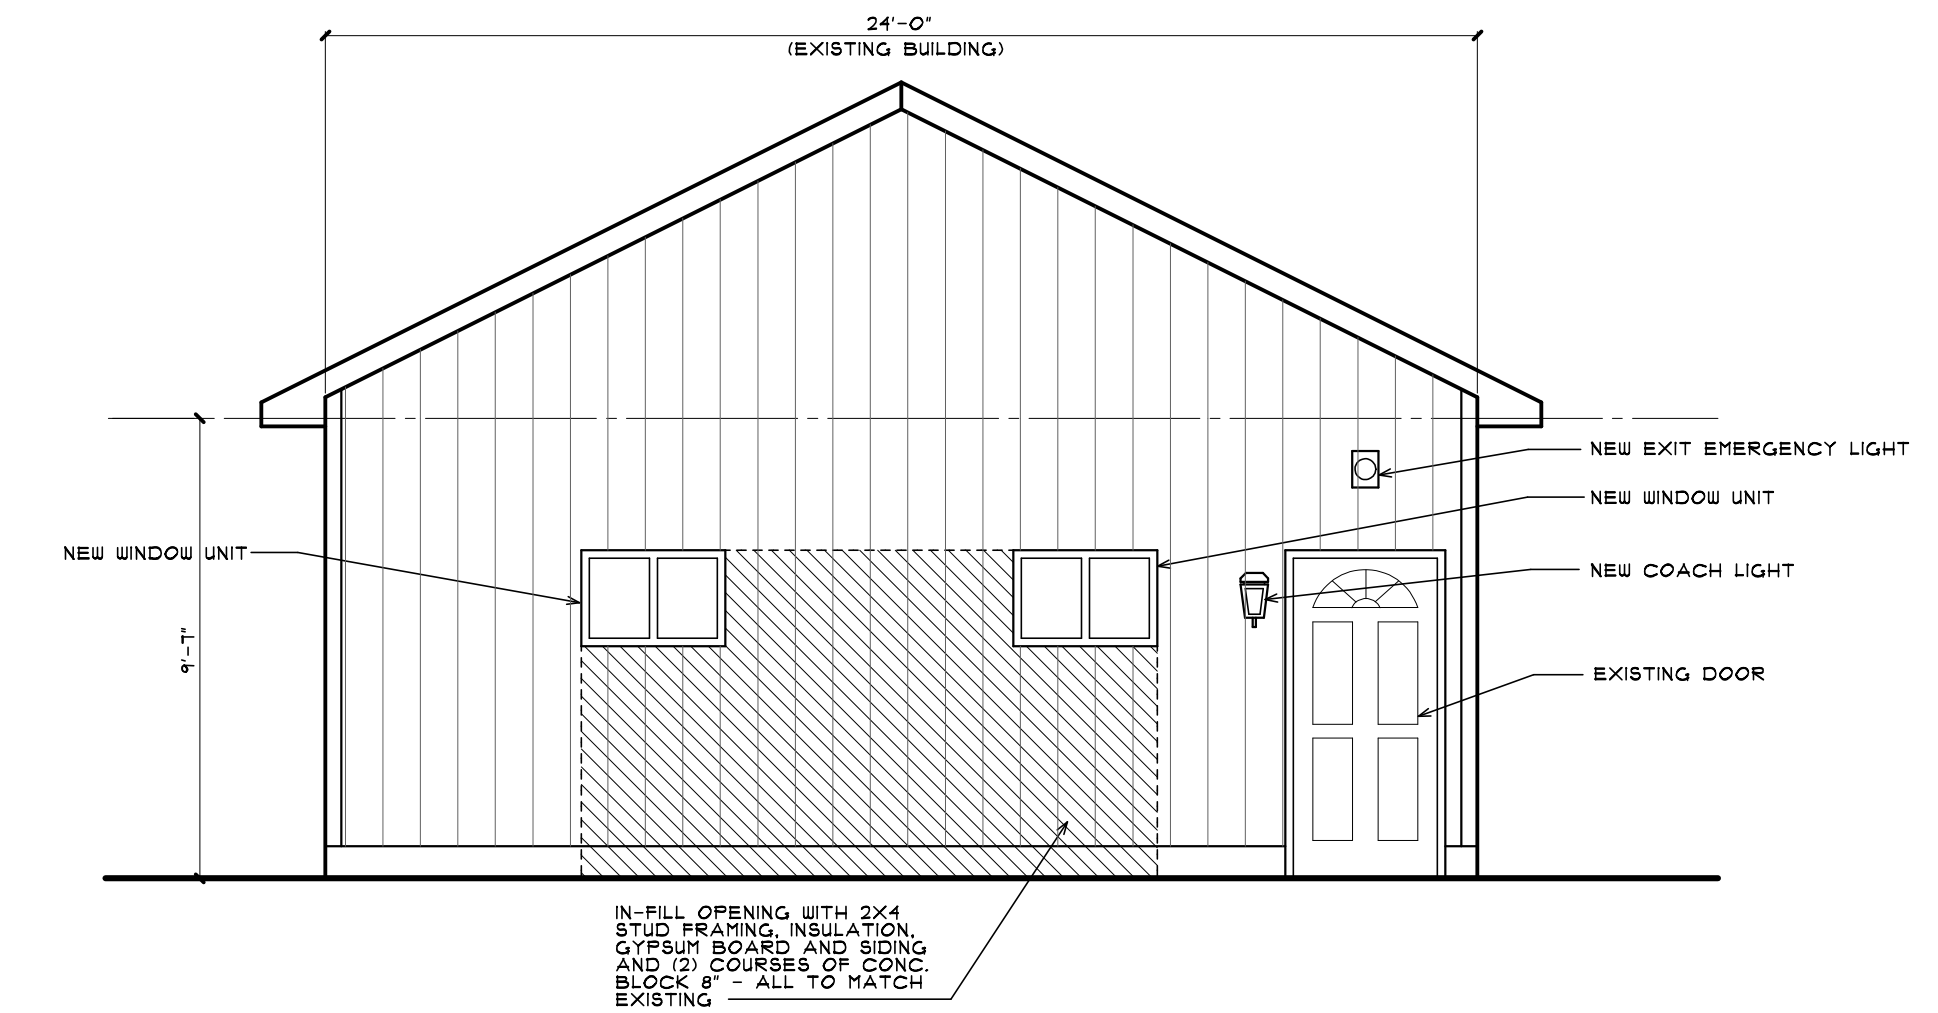 24'-0"
(EXISTING BUILDING)
NEW EXIT EMERGENCY LIGHT
NEW WINDOW UNIT
NEW WINDOW UNIT
NEW COACH LIGHT
9'-7"
EXISTING DOOR
IN-FILL OPENING WITH 2X4
STUD FRAMING, INSULATION,
GYPSUM BOARD AND SIDING
AND (2) COURSES OF CONC.
BLOCK 8" - ALL TO MATCH
EXISTING